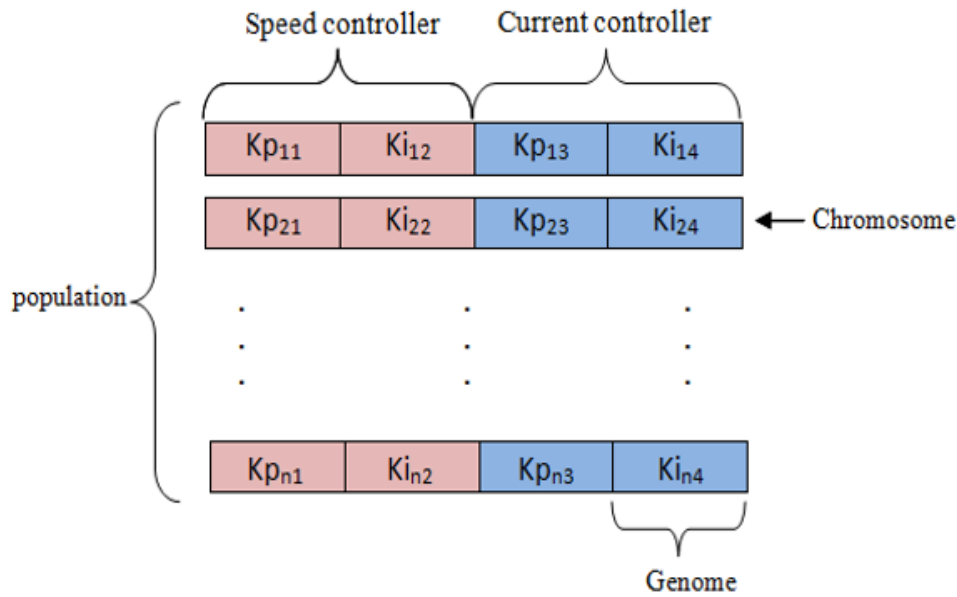 Speed controller Current controller
Kp₁₁ Ki₁₂ Kp₁₃ Ki₁₄
Kp₂₁ Ki₂₂ Kp₂₃ Ki₂₄
Chromosome
population
. . .
. . .
. . .
Kpₙ₁ Kiₙ₂ Kpₙ₃ Kiₙ₄
Genome